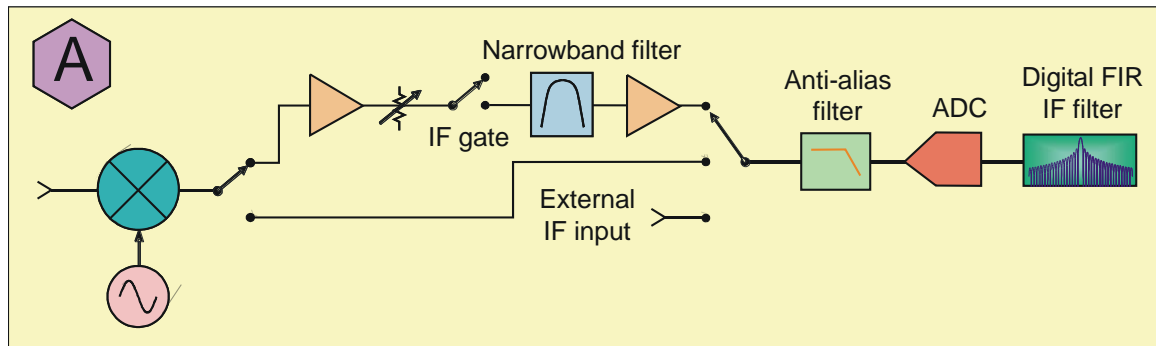 A
Narrowband filter
IF gate
Anti-alias
filter
ADC
Digital FIR
IF filter
External
IF input